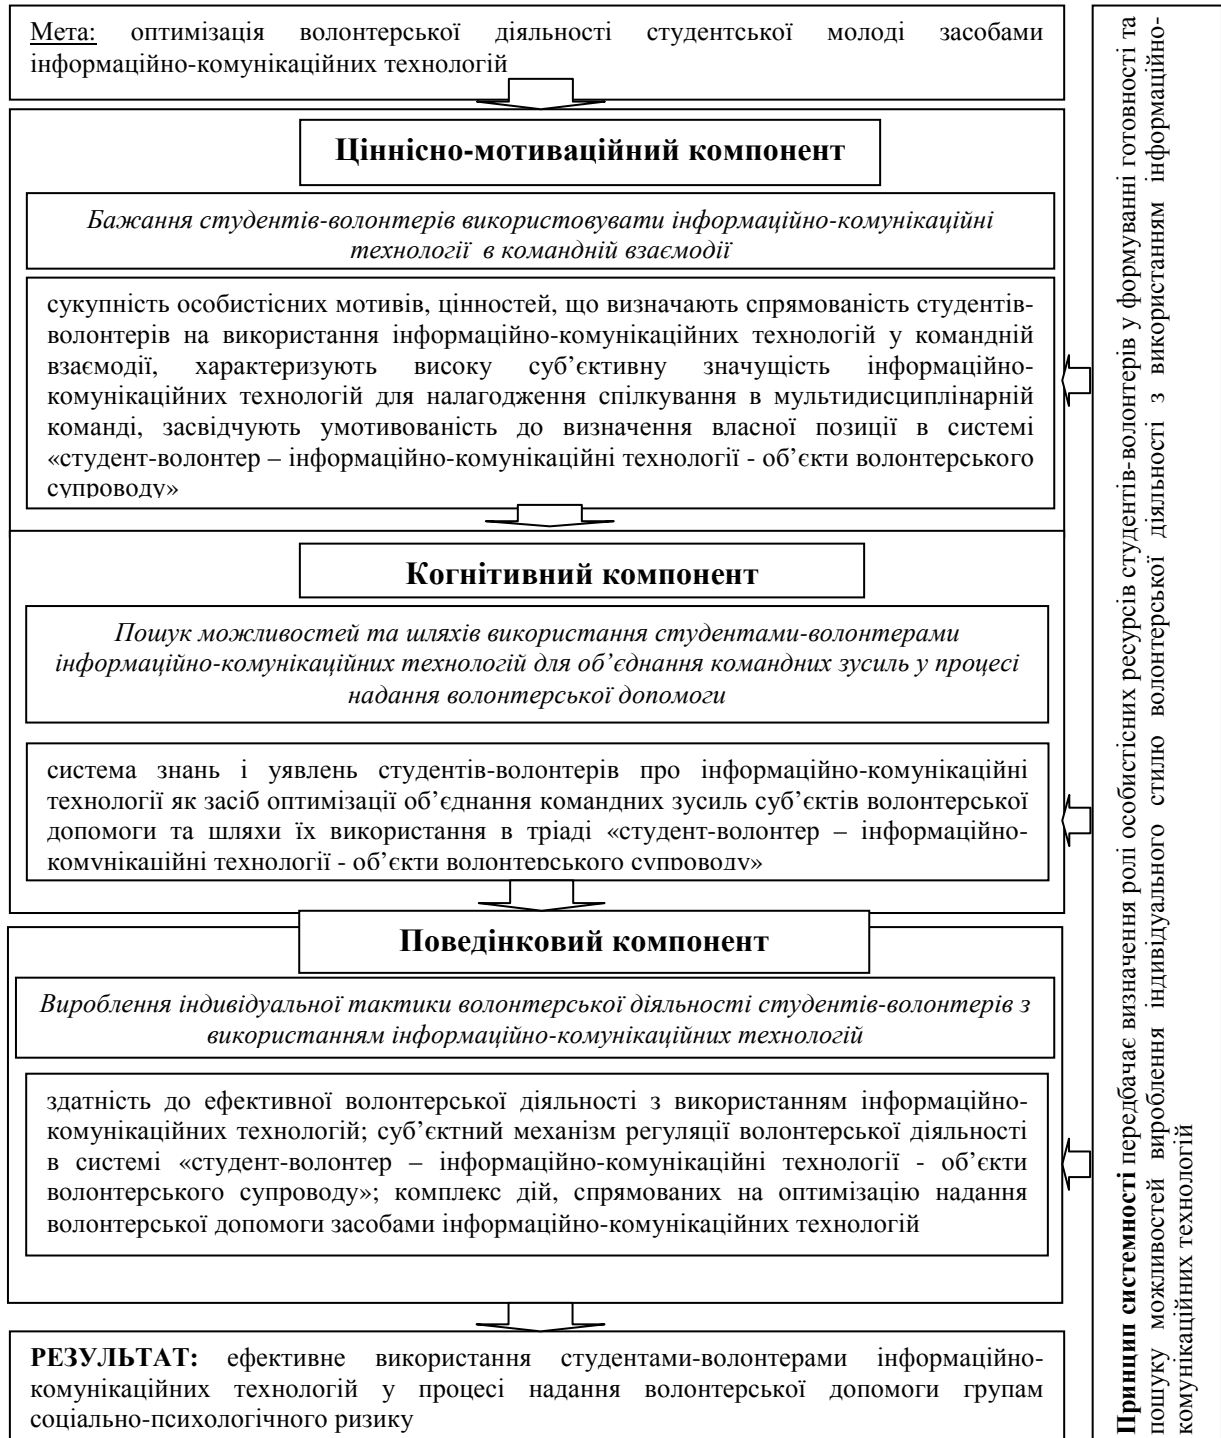 Мета: оптимізація волонтерської діяльності студентської молоді засобами
інформаційно-комунікаційних технологій
Ціннісно-мотиваційний компонент
Бажання студентів-волонтерів використовувати інформаційно-комунікаційні
технології в командній взаємодії
сукупність особистісних мотивів, цінностей, що визначають спрямованість студентів-
волонтерів на використання інформаційно-комунікаційних технологій у командній
взаємодії, характеризують високу суб’єктивну значущість інформаційно-
комунікаційних технологій для налагодження спілкування в мультидисциплінарній
команді, засвідчують умотивованість до визначення власної позиції в системі
«студент-волонтер – інформаційно-комунікаційні технології - об’єкти волонтерського
супроводу»
Когнітивний компонент
Пошук можливостей та шляхів використання студентами-волонтерами
інформаційно-комунікаційних технологій для об’єднання командних зусиль у процесі
надання волонтерської допомоги
система знань і уявлень студентів-волонтерів про інформаційно-комунікаційні
технології як засіб оптимізації об’єднання командних зусиль суб’єктів волонтерської
допомоги та шляхи їх використання в тріаді «студент-волонтер – інформаційно-
комунікаційні технології - об’єкти волонтерського супроводу»
Поведінковий компонент
Вироблення індивідуальної тактики волонтерської діяльності студентів-волонтерів з
використанням інформаційно-комунікаційних технологій
здатність до ефективної волонтерської діяльності з використанням інформаційно-
комунікаційних технологій; суб’єктний механізм регуляції волонтерської діяльності
в системі «студент-волонтер – інформаційно-комунікаційні технології - об’єкти
волонтерського супроводу»; комплекс дій, спрямованих на оптимізацію надання
волонтерської допомоги засобами інформаційно-комунікаційних технологій
РЕЗУЛЬТАТ: ефективне використання студентами-волонтерами інформаційно-
комунікаційних технологій у процесі надання волонтерської допомоги групам
соціально-психологічного ризику
Принцип системності передбачає визначення ролі особистісних ресурсів студентів-волонтерів у формуванні готовності та
пошуку можливостей вироблення індивідуального стилю волонтерської діяльності з використанням інформаційно-
комунікаційних технологій